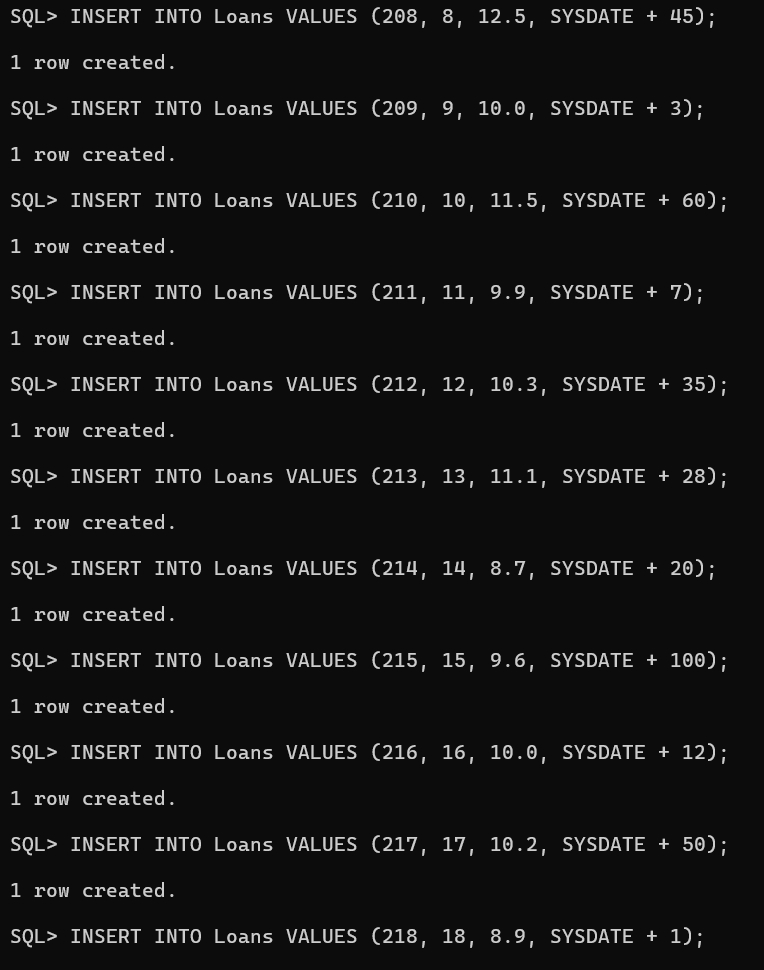 SQL> INSERT INTO Loans VALUES (208, 8, 12.5, SYSDATE + 45);
1 row created.
SQL> INSERT INTO Loans VALUES (209, 9, 10.0, SYSDATE + 3);
1 row created.
SQL> INSERT INTO Loans VALUES (210, 10, 11.5, SYSDATE + 60);
1 row created.
SQL> INSERT INTO Loans VALUES (211, 11, 9.9, SYSDATE + 7);
1 row created.
SQL> INSERT INTO Loans VALUES (212, 12, 10.3, SYSDATE + 35);
1 row created.
SQL> INSERT INTO Loans VALUES (213, 13, 11.1, SYSDATE + 28);
1 row created.
SQL> INSERT INTO Loans VALUES (214, 14, 8.7, SYSDATE + 20);
1 row created.
SQL> INSERT INTO Loans VALUES (215, 15, 9.6, SYSDATE + 100);
1 row created.
SQL> INSERT INTO Loans VALUES (216, 16, 10.0, SYSDATE + 12);
1 row created.
SQL> INSERT INTO Loans VALUES (217, 17, 10.2, SYSDATE + 50);
1 row created.
SQL> INSERT INTO Loans VALUES (218, 18, 8.9, SYSDATE + 1);